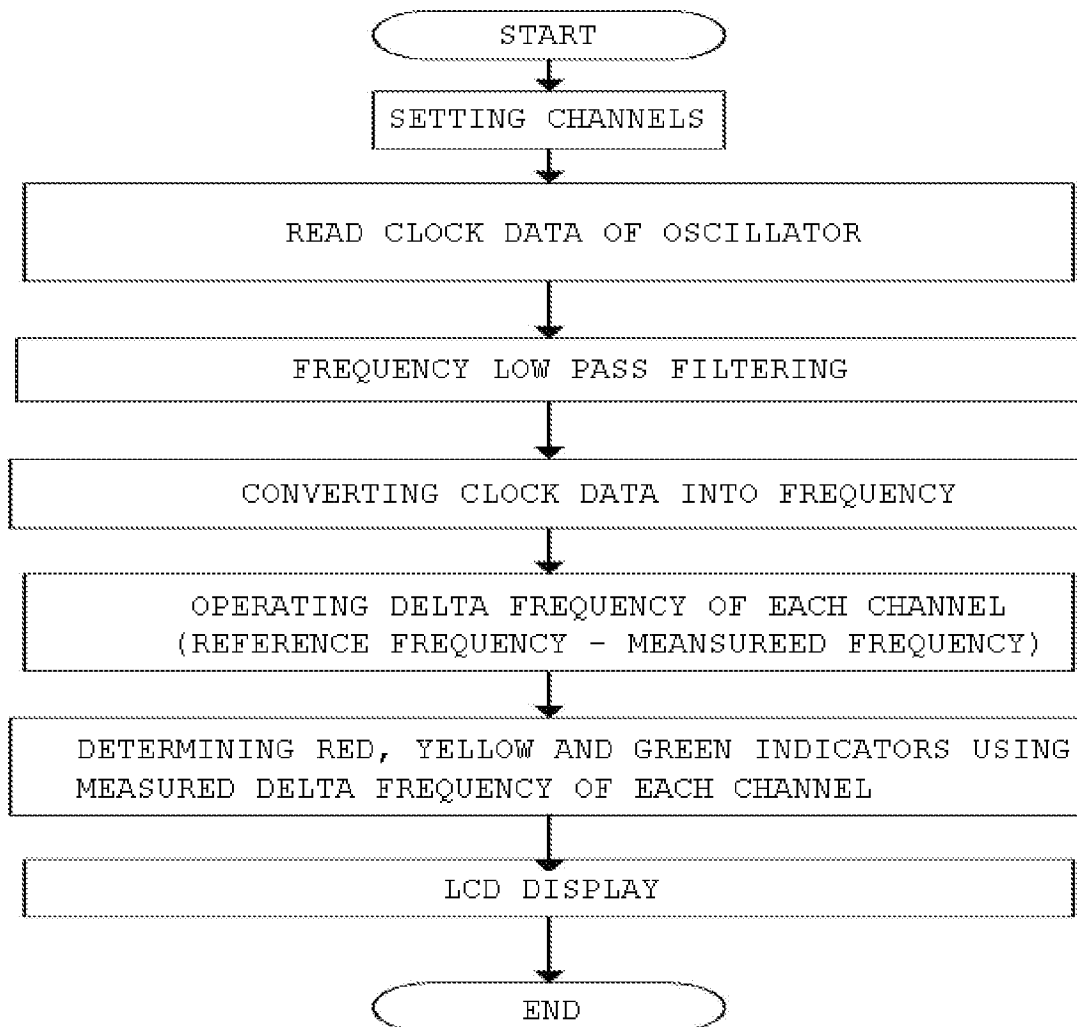 START
SETTING CHANNELS
READ CLOCK DATA OF OSCILLATOR
FREQUENCY LOW PASS FILTERING
CONVERTING CLOCK DATA INTO FREQUENCY
OPERATING DELTA FREQUENCY OF EACH CHANNEL
(REFERENCE FREQUENCY - MEANSUREED FREQUENCY)
DETERMINING RED, YELLOW AND GREEN INDICATORS USING
MEASURED DELTA FREQUENCY OF EACH CHANNEL
LCD DISPLAY
END